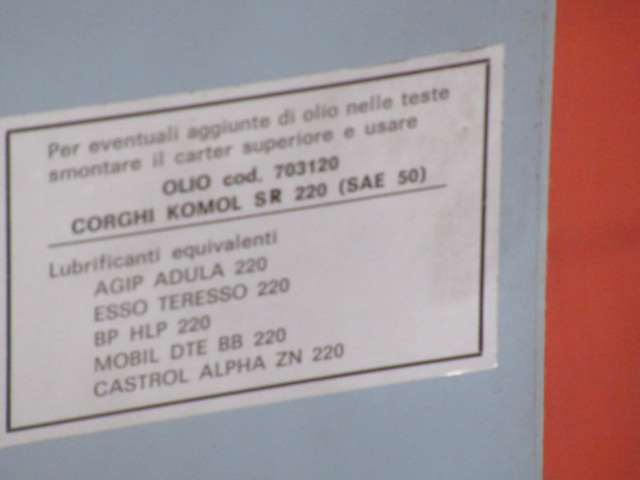 Per eventuali aggiunte di olio nelle teste
smontare il carter superiore e usare
OLIO cod. 703120
CORGHI KOMOL SR 220 (SAE 50)
Lubrificanti equivalenti
AGIP ADULA 220
ESSO TERESSO 220
BP HLP 220
MOBIL DTE BB 220
CASTROL ALPHA ZN 220